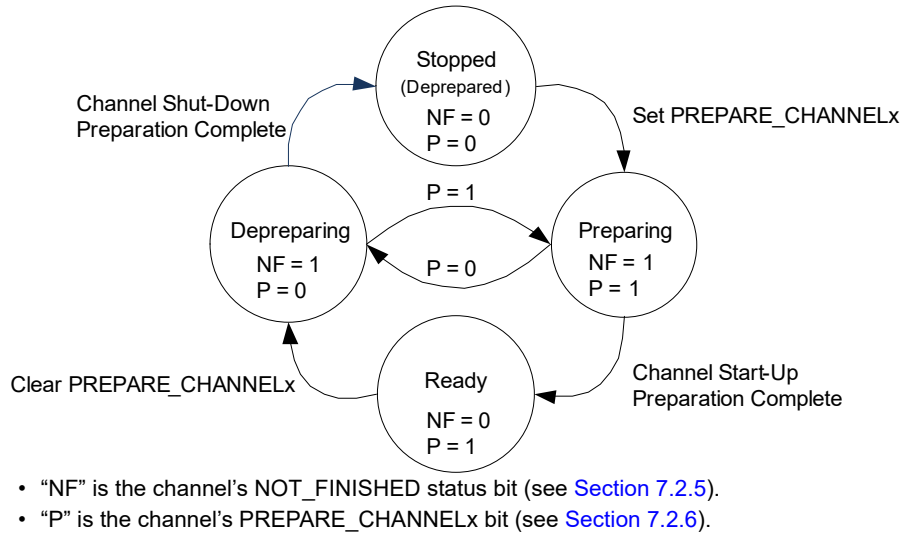 Stopped
(Deprepared)
NF = 0
P = 0
Channel Shut-Down
Preparation Complete
Set PREPARE_CHANNELx
P = 1
Depreparing
NF = 1
P = 0
Preparing
NF = 1
P = 1
P = 0
Clear PREPARE_CHANNELx
Ready
NF = 0
P = 1
Channel Start-Up
Preparation Complete
• “NF” is the channel’s NOT_FINISHED status bit (see Section 7.2.5).
• “P” is the channel’s PREPARE_CHANNELx bit (see Section 7.2.6).